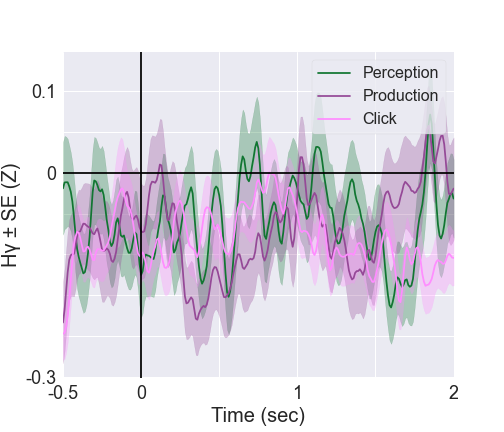 Perception
Production
Click
0.1
0
-0.3
Hγ ± SE (Z)
-0.5
0
1
2
Time (sec)